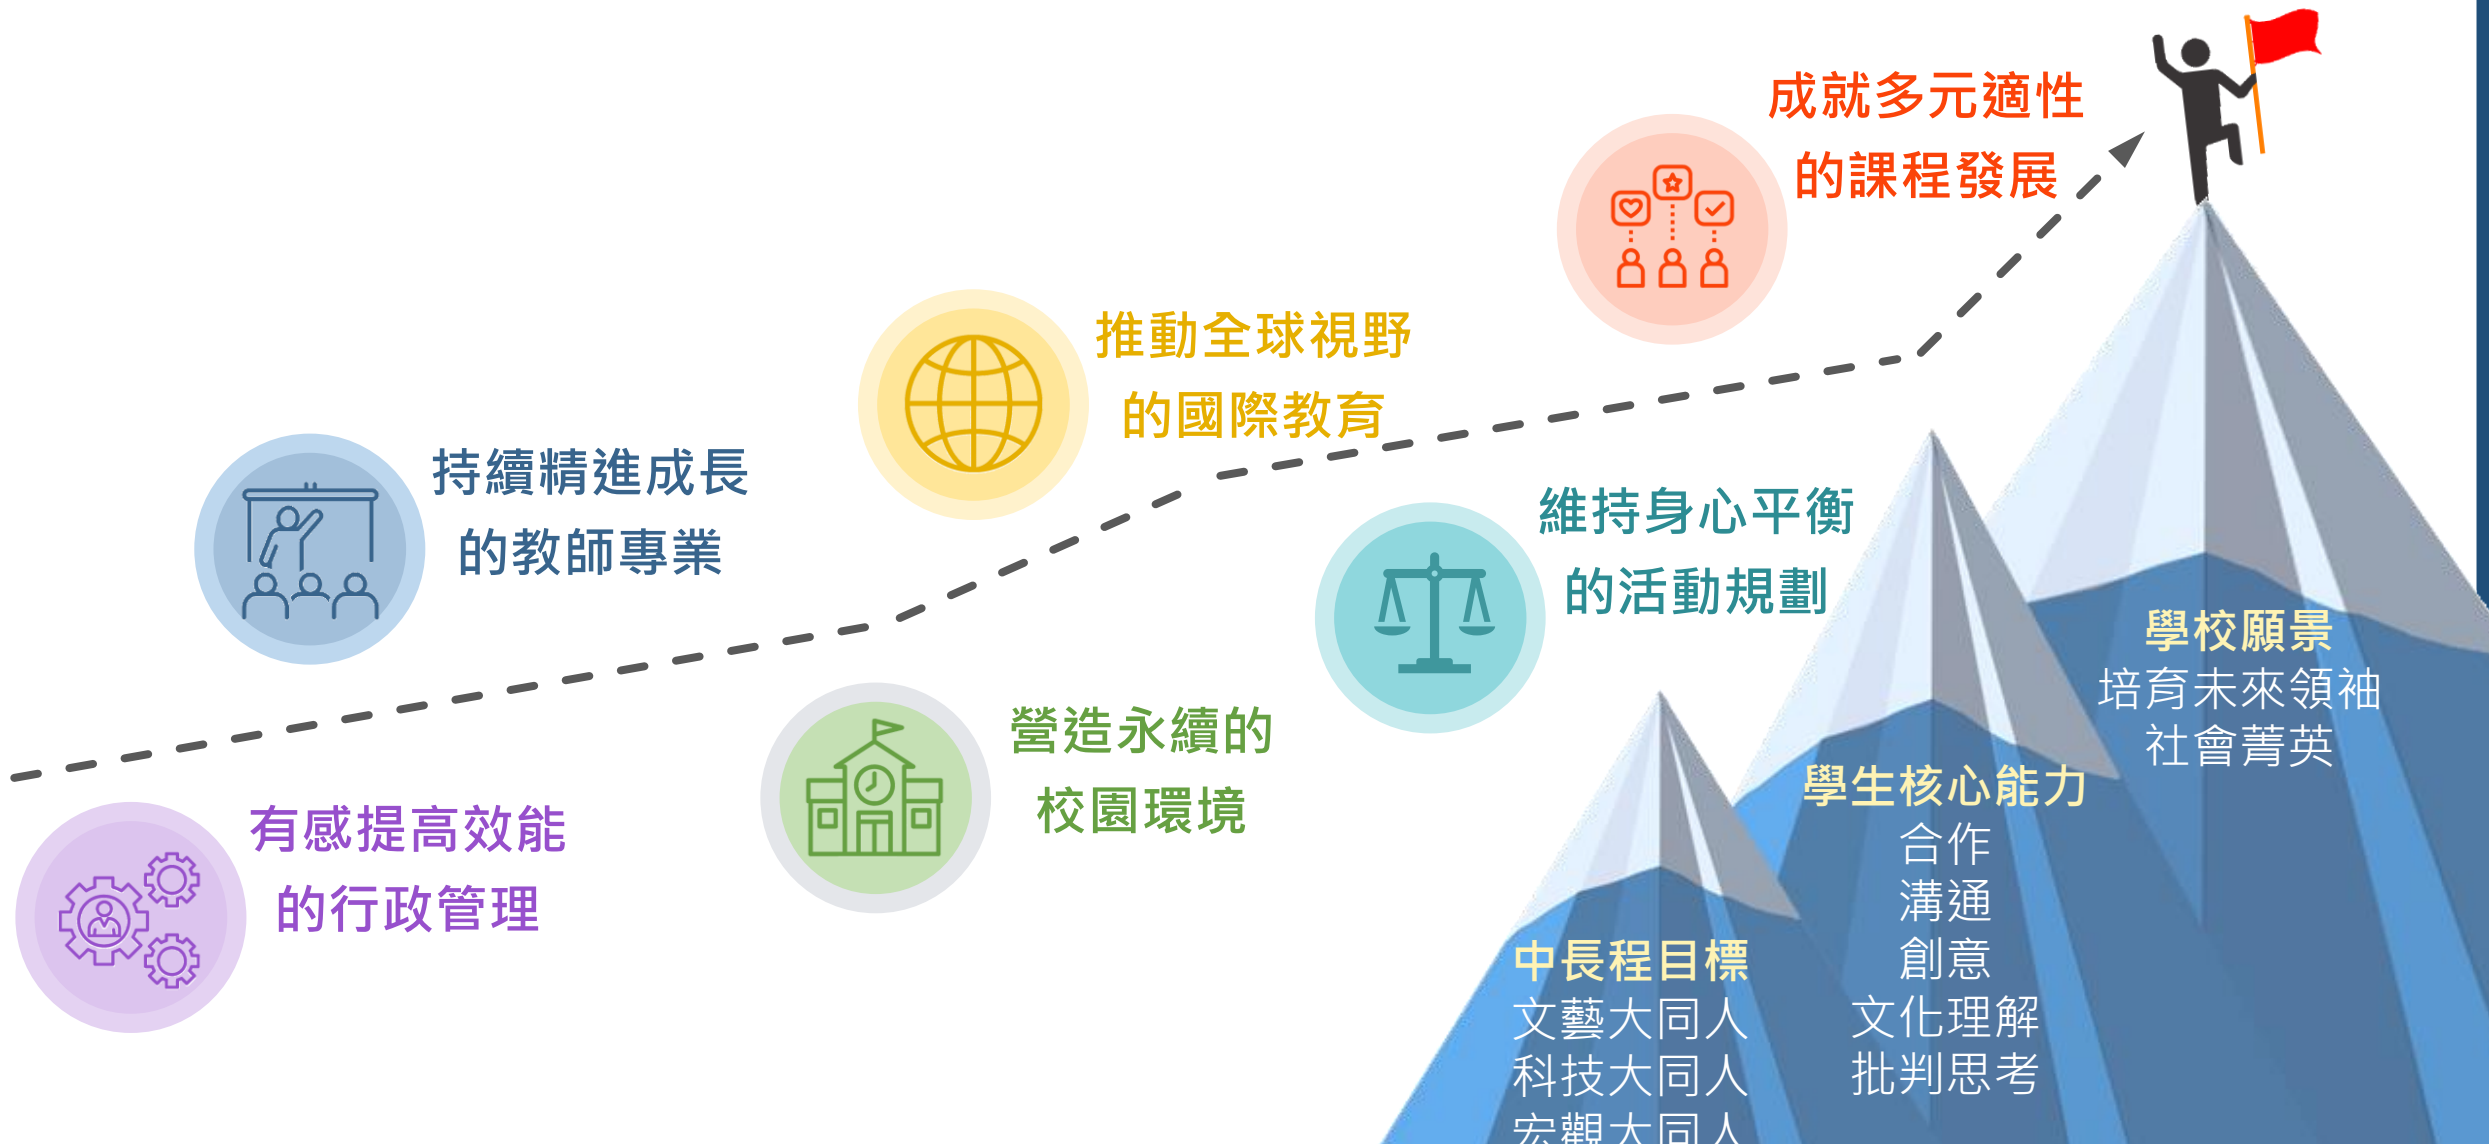 成就多元適性
的課程發展
推動全球視野
的國際教育
持續精進成長
的教師專業
維持身心平衡
的活動規劃
營造永續的
校園環境
有感提高效能
的行政管理
學校願景
培育未來領袖
社會菁英
學生核心能力
合作
溝通
創意
文化理解
批判思考
中長程目標
文藝大同人
科技大同人
宏觀大同人